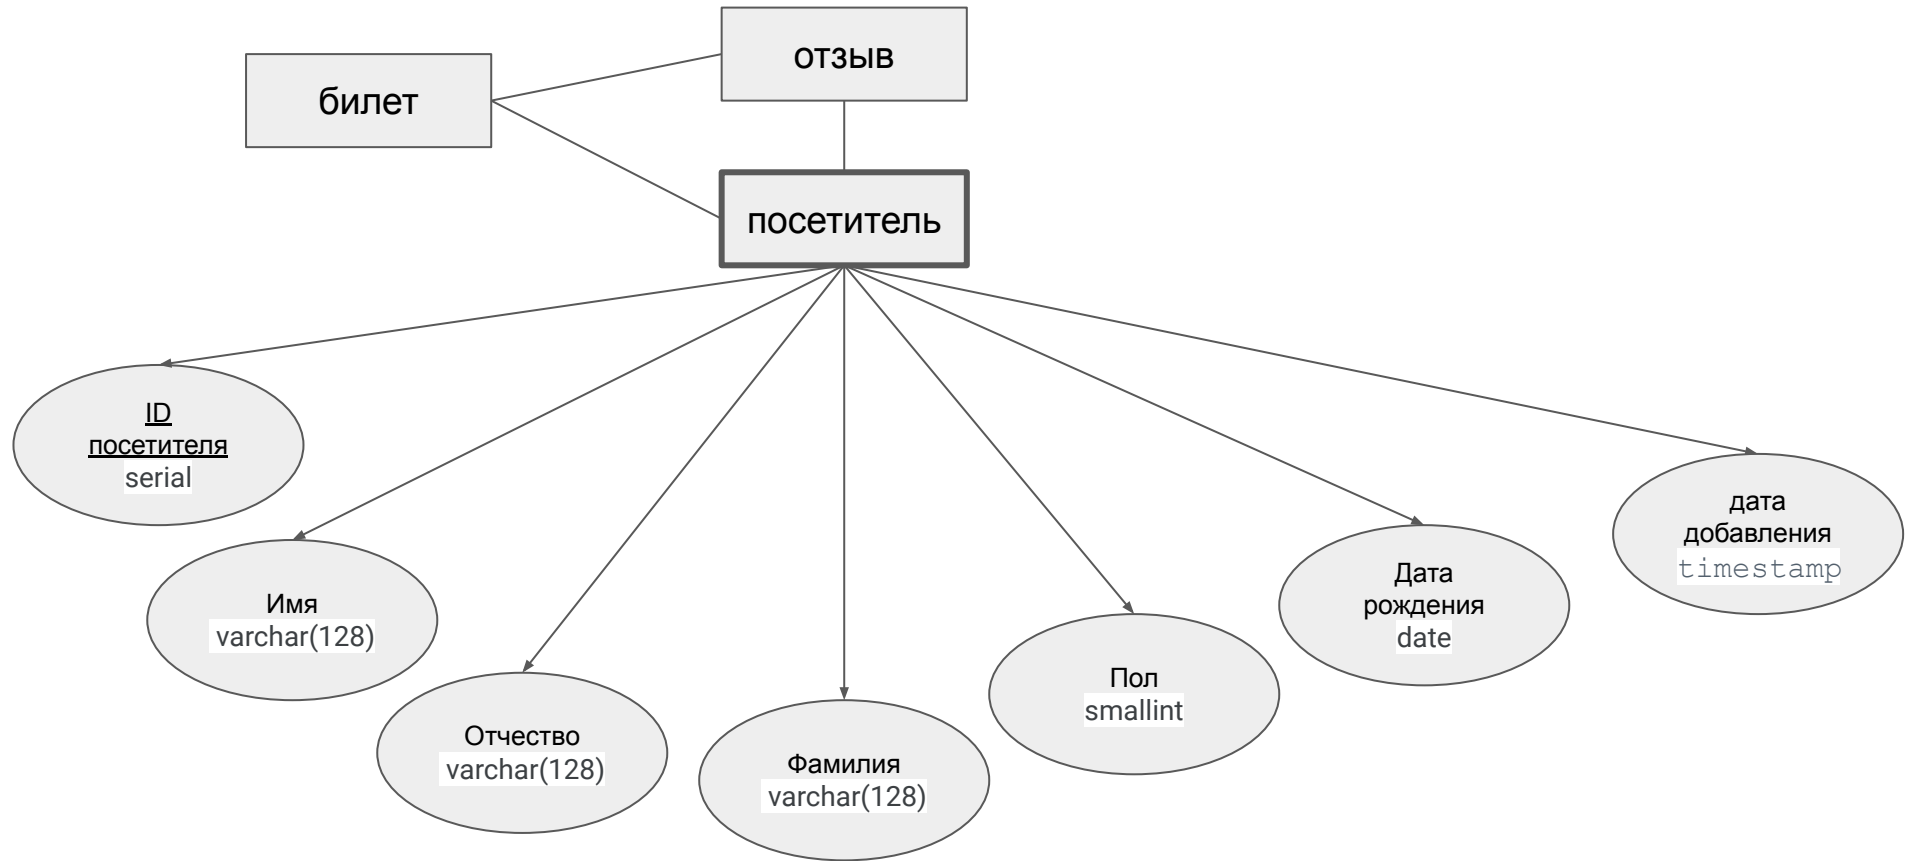 отзыв
билет
посетитель
ID
посетителя
serial
Имя
varchar(128)
Отчество
varchar(128)
Фамилия
varchar(128)
Пол
smallint
Дата
рождения
date
дата
добавления
timestamp